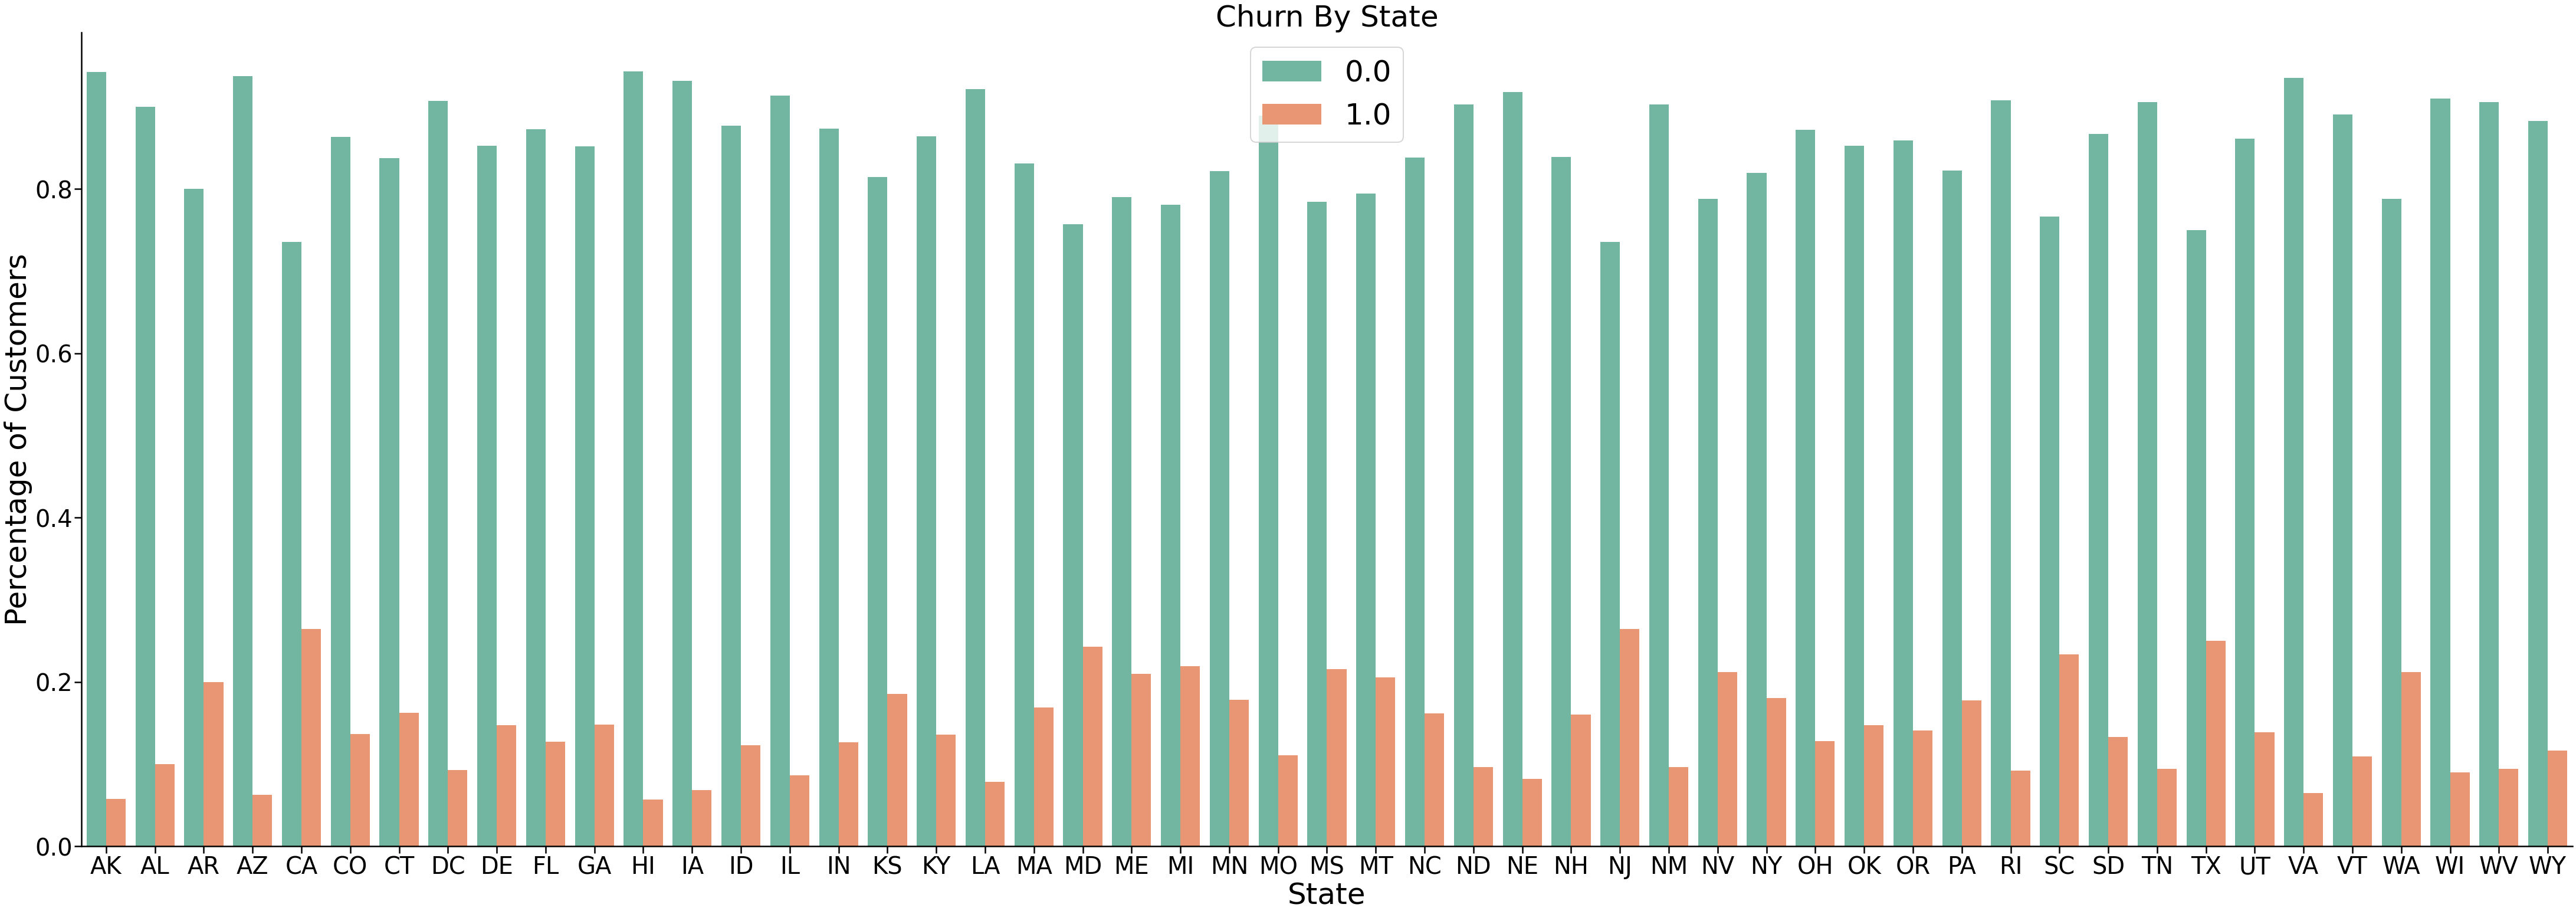 Churn By State
0.0
1.0
Percentage of Customers
0.8
0.6
0.4
0.2
0.0
AK AL AR AZ CA CO CT DC DE FL GA HI IA ID IL IN KS KY LA MA MD ME MI MN MO MS MT NC ND NE NH NJ NM NV NY OH OK OR PA RI SC SD TN TX UT VA VT WA WI WV WY
State